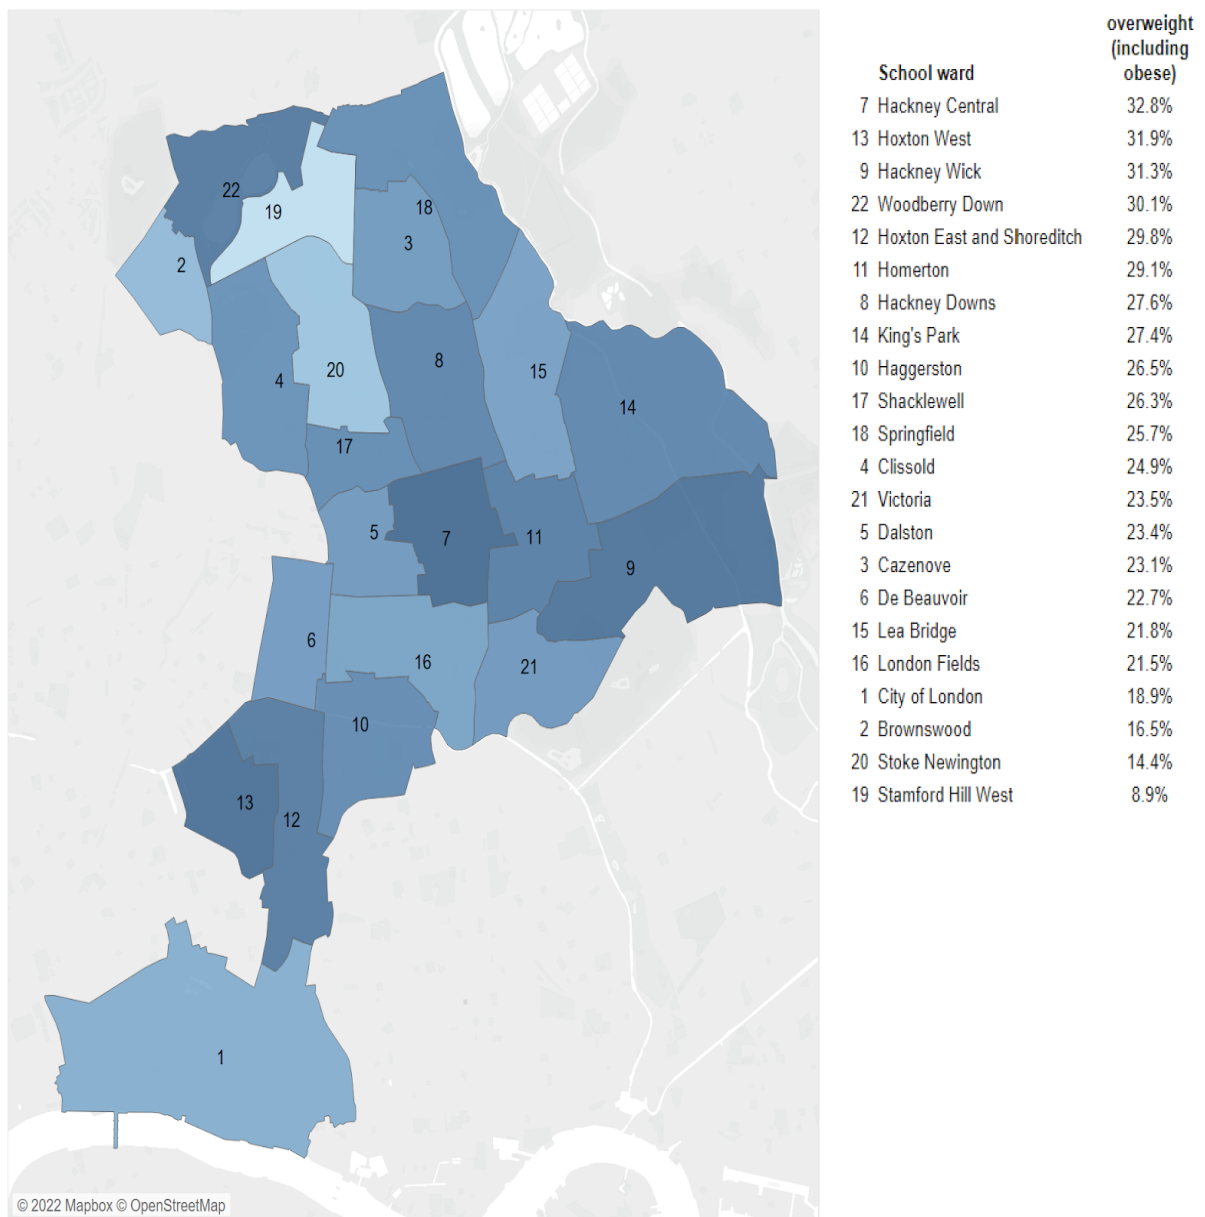 overweight
(including
obese)
School ward
7 Hackney Central 32.8%
13 Hoxton West 31.9%
9 Hackney Wick 31.3%
22 Woodberry Down 30.1%
12 Hoxton East and Shoreditch 29.8%
11 Homerton 29.1%
8 Hackney Downs 27.6%
14 King's Park 27.4%
10 Haggerston 26.5%
17 Shacklewell 26.3%
18 Springfield 25.7%
4 Clissold 24.9%
21 Victoria 23.5%
5 Dalston 23.4%
3 Cazenove 23.1%
6 De Beauvoir 22.7%
15 Lea Bridge 21.8%
16 London Fields 21.5%
1 City of London 18.9%
2 Brownswood 16.5%
20 Stoke Newington 14.4%
19 Stamford Hill West 8.9%
22
19
18
3
2
8
20
15
4
14
17
5
7
11
9
6
16
21
10
13
12
1
© 2022 Mapbox © OpenStreetMap